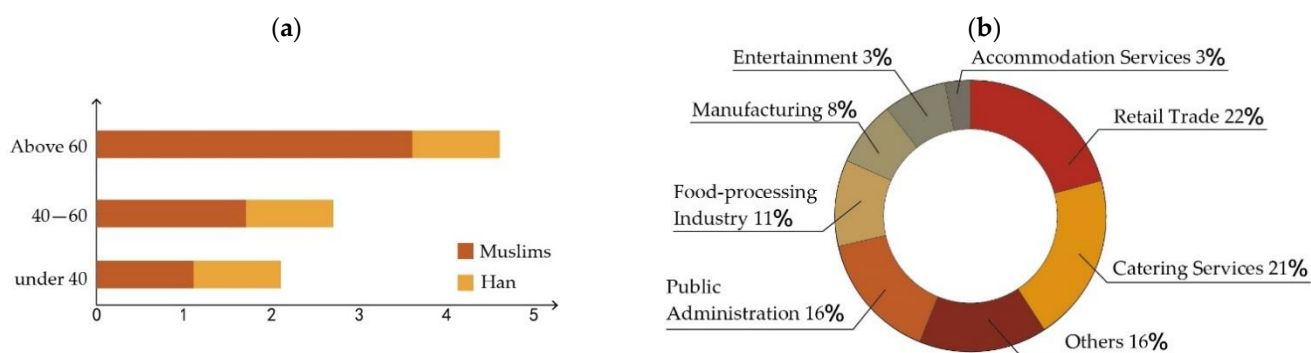 (a)
Above 60
40—60
under 40
Muslims
Han
0 1 2 3 4 5
(b)
Entertainment 3%
Accommodation Services 3%
Manufacturing 8%
Retail Trade 22%
Food-processing
Industry 11%
Catering Services 21%
Public
Administration 16%
Others 16%